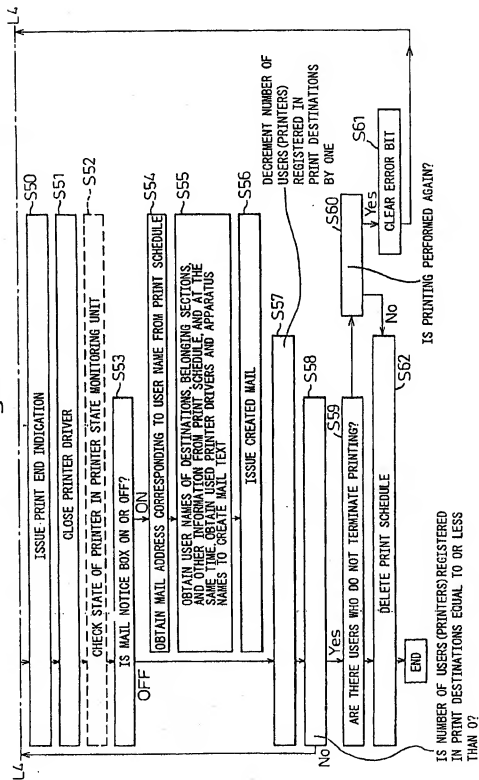 L4
L4
ISSUE PRINT END INDICATION
S50
CLOSE PRINTER DRIVER
S51
CHECK STATE OF PRINTER IN PRINTER STATE MONITORING UNIT
S52
IS MAIL NOTICE BOX ON OR OFF?
S53
OFF
ON
OBTAIN MAIL ADDRESS CORRESPONDING TO USER NAME FROM PRINT SCHEDULE
S54
OBTAIN USER NAMES OF DESTINATIONS, BELONGING SECTIONS,
AND OTHER INFORMATION FROM PRINT SCHEDULE, AND AT THE
SAME TIME, OBTAIN USED PRINTER DRIVERS AND APPARATUS
NAMES TO CREATE MAIL TEXT
S55
ISSUE CREATED MAIL
S56
S57
DECREMENT NUMBER OF
USERS(PRINTERS)
REGISTERED IN
PRINT DESTINATIONS
BY ONE
S58
No
Yes
IS NUMBER OF USERS(PRINTERS)REGISTERED
IN PRINT DESTINATIONS EQUAL TO OR LESS
THAN 0?
ARE THERE USERS WHO DO NOT TERMINATE PRINTING?
S59
S60
IS PRINTING PERFORMED AGAIN?
Yes
No
CLEAR ERROR BIT
S61
DELETE PRINT SCHEDULE
S62
END